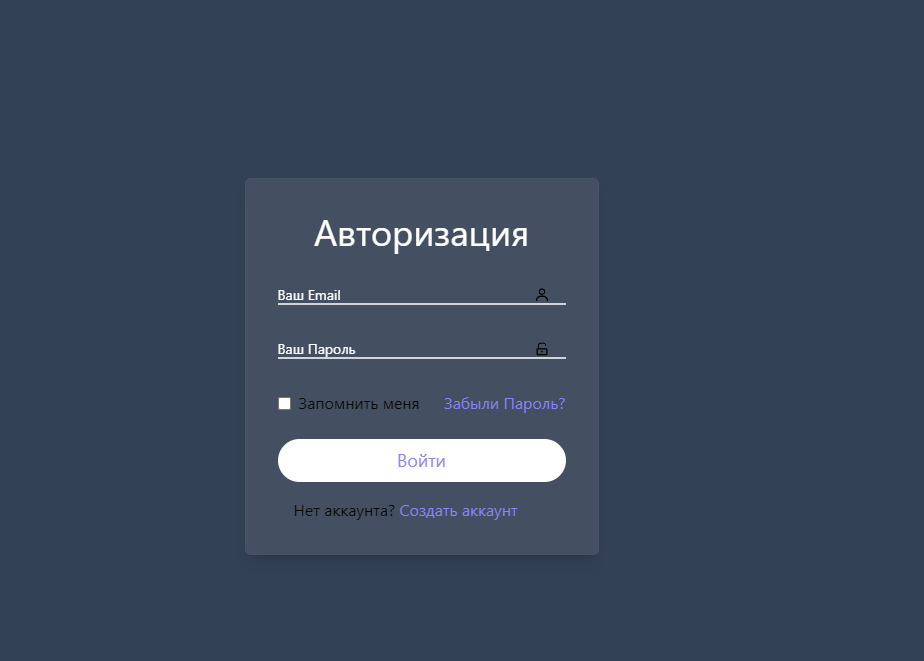 Авторизация
Ваш Email
Ваш Пароль
Запомнить меня Забыли Пароль?
Войти
Нет аккаунта? Создать аккаунт